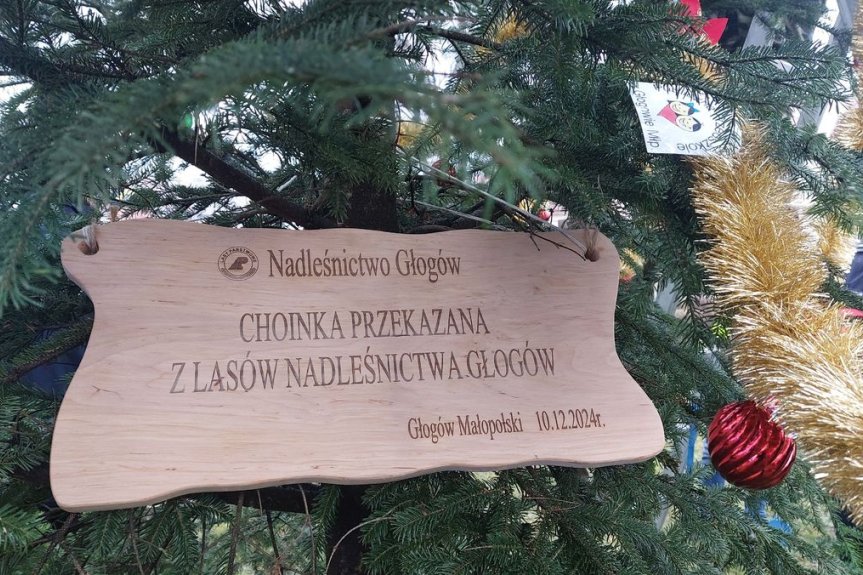 Nadleśnictwo Głogów
CHOINKA PRZEKAZANA
Z LASÓW NADLEŚNICTWA GŁOGÓW
Głogów Małopolski 10.12.2024r.